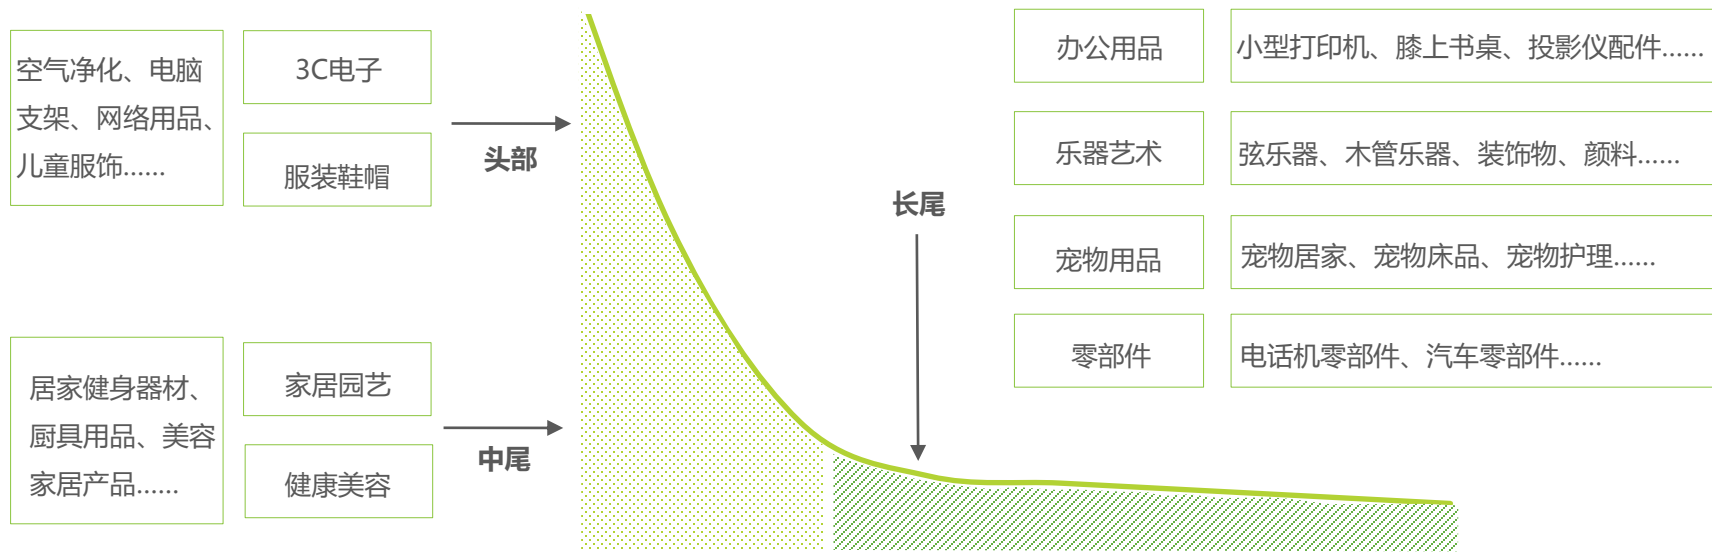 空气净化、电脑
支架、网络用品、
儿童服饰......
3C电子
服装鞋帽
头部
居家健身器材、
厨具用品、美容
家居产品......
家居园艺
健康美容
中尾
长尾
办公用品
小型打印机、膝上书桌、投影仪配件......
乐器艺术
弦乐器、木管乐器、装饰物、颜料......
宠物用品
宠物居家、宠物床品、宠物护理......
零部件
电话机零部件、汽车零部件......